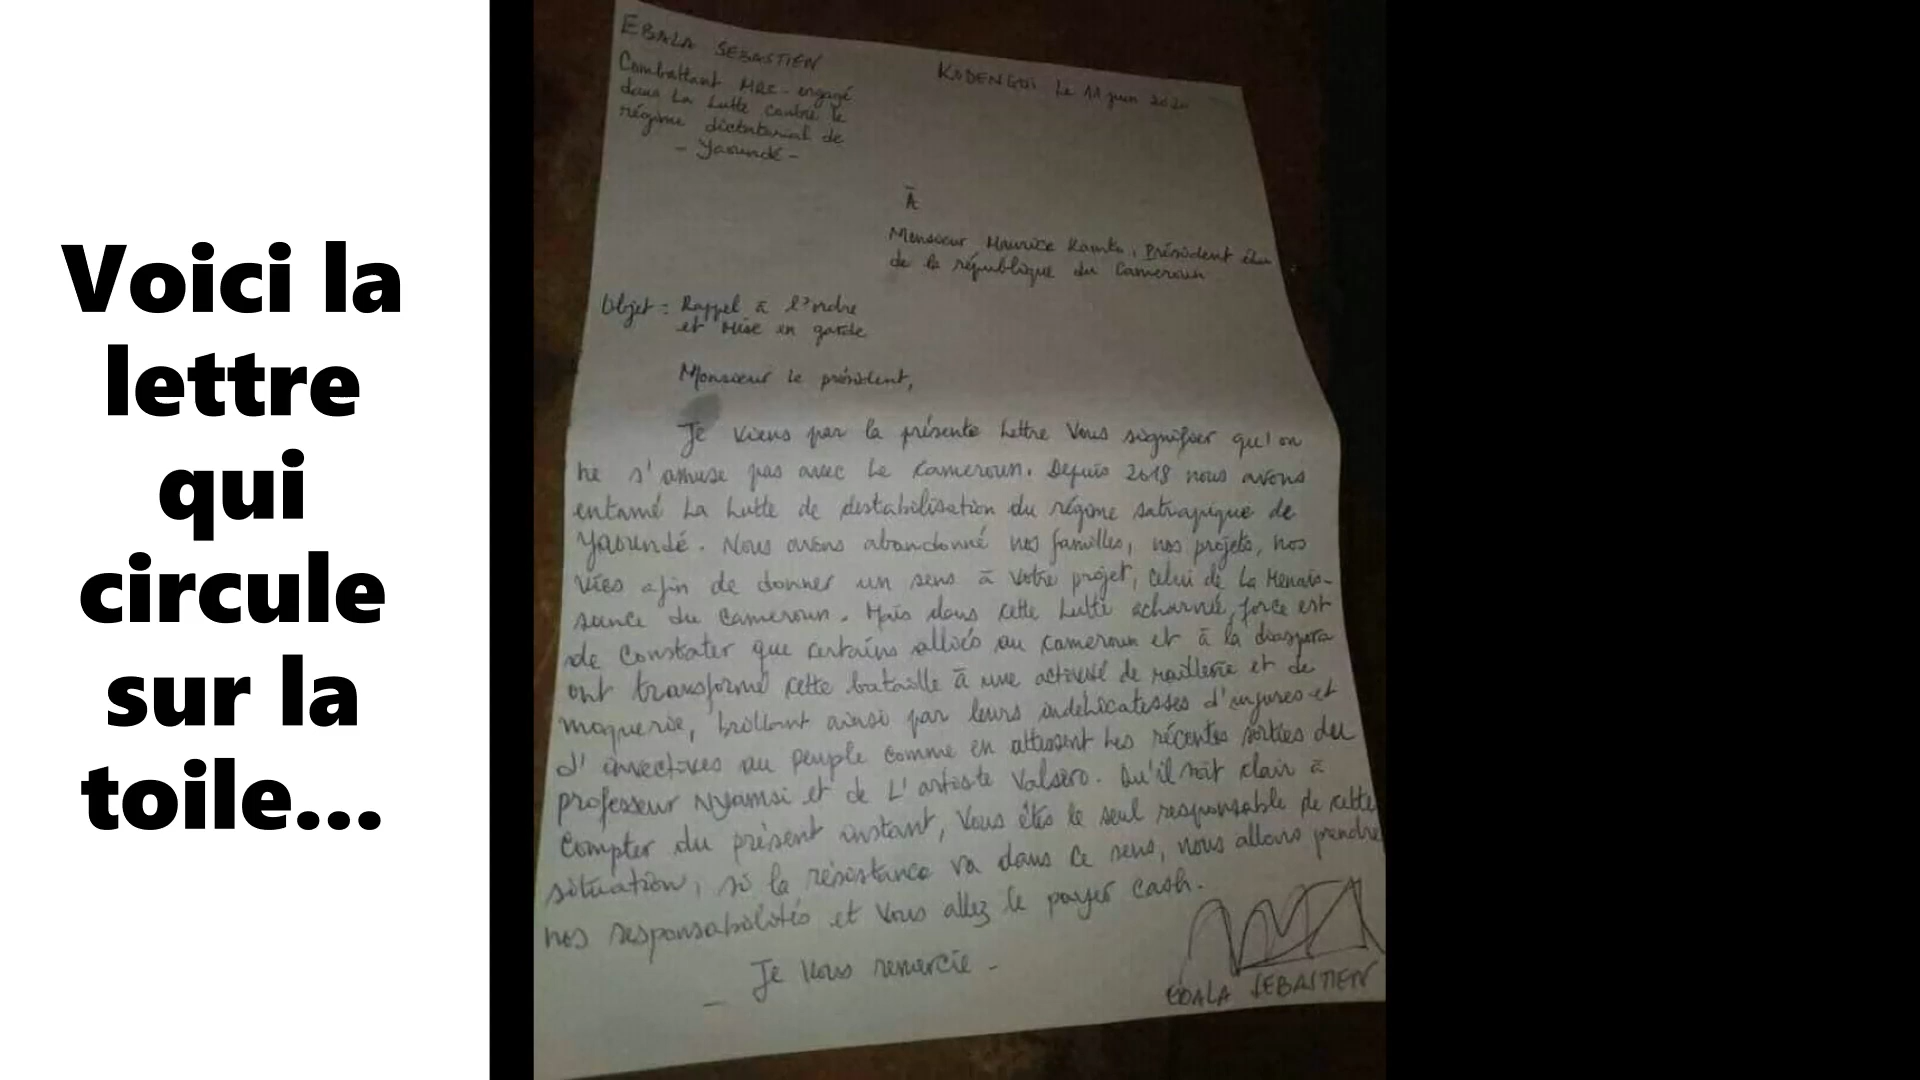 Voici la
lettre
qui
circule
sur la
toile...
EBALA SEBASTIEN
Combattant MRC - engagé
dans La Lutte contre le
régime dictatorial de
- Yaoundé -
KODENGUI Le 11 juin 2020
À
Monsieur Maurice Kamto, Président élu
de la république du Cameroun
Objet : Rappel à l'ordre
et Mise en garde
Monsieur le président,
Je viens par la présente Lettre Vous signifier qu'on
ne s'amuse pas avec Le Cameroun. Depuis 2018 nous avons
entamé La Lutte de destabilisation du régime satrapique de
Yaoundé. Nous avons abandonné nos familles, nos projets, nos
vies afin de donner un sens à Votre projet, celui de La Renais-
sance du Cameroun. Mais dans cette Lutte acharnée, force est
de Constater que certains alliés au Cameroun et à la diaspora
ont transformé cette bataille à une activité de raillerie et de
moquerie, brillant ainsi par leurs indélicatesses d'injures et
d'invectives au peuple comme en attestent Les récentes sorties du
professeur Nyamsi et de L'artiste Valsero. Qu'il soit clair à
Compter du présent instant, Vous êtes le seul responsable de cette
situation, si la résistance va dans ce sens, nous allons prendre
nos responsabilités et Vous allez le payer Cash.
Je Vous remercie -
EBALA SEBASTIEN